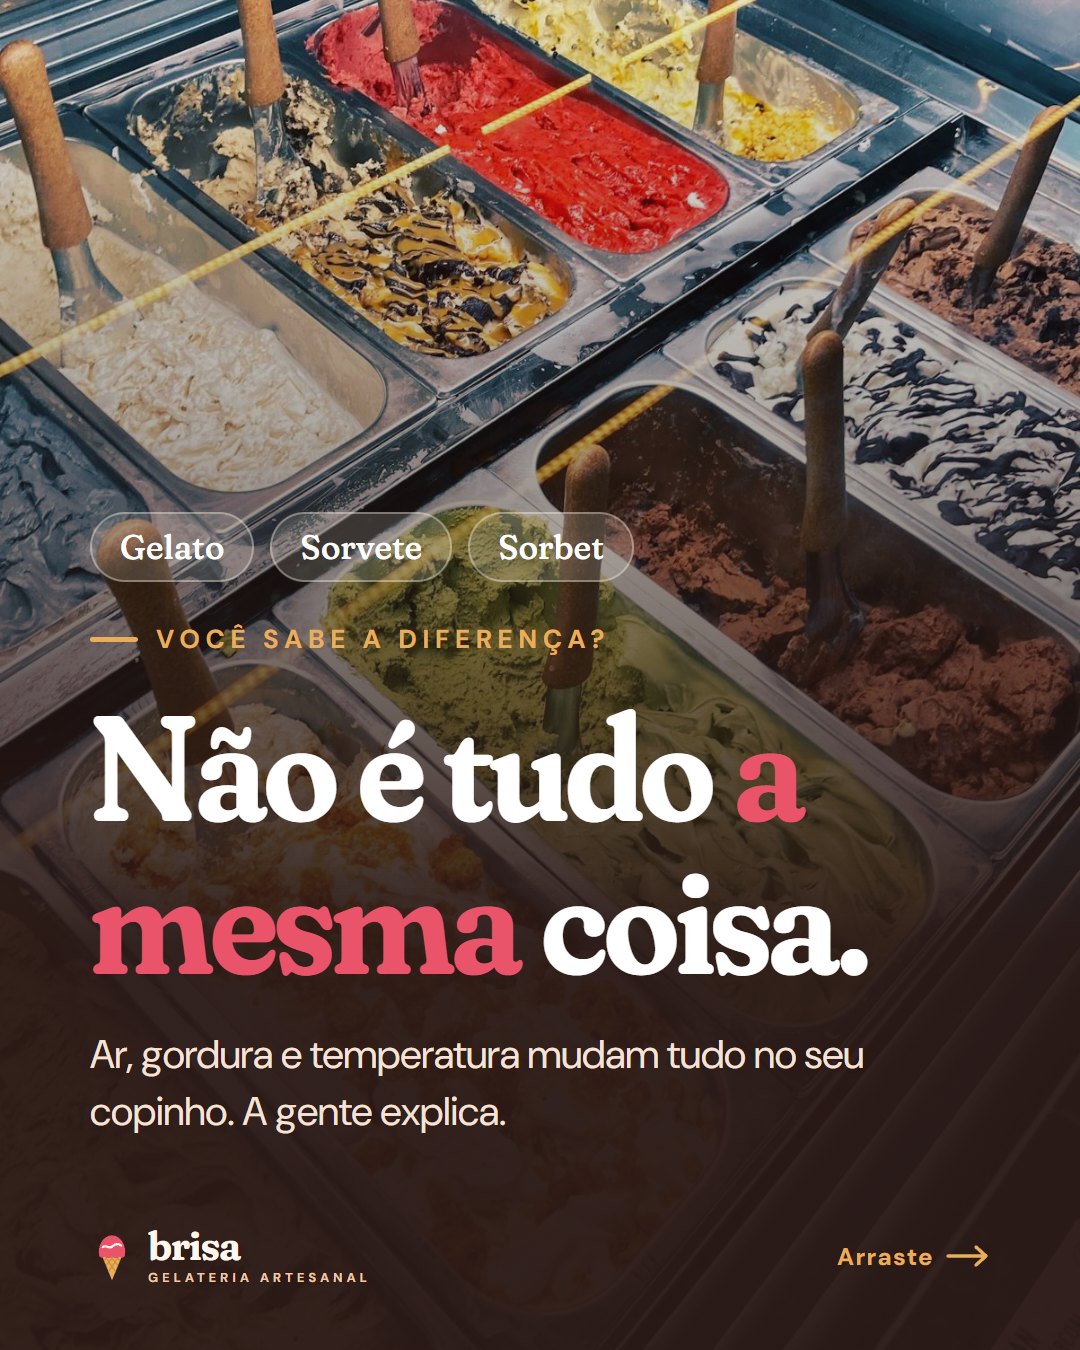 Gelato Sorvete Sorbet
VOCÊ SABE A DIFERENÇA?
Não é tudo a
mesma coisa.
Ar, gordura e temperatura mudam tudo no seu
copinho. A gente explica.
brisa
GELATERIA ARTESANAL
Arraste →